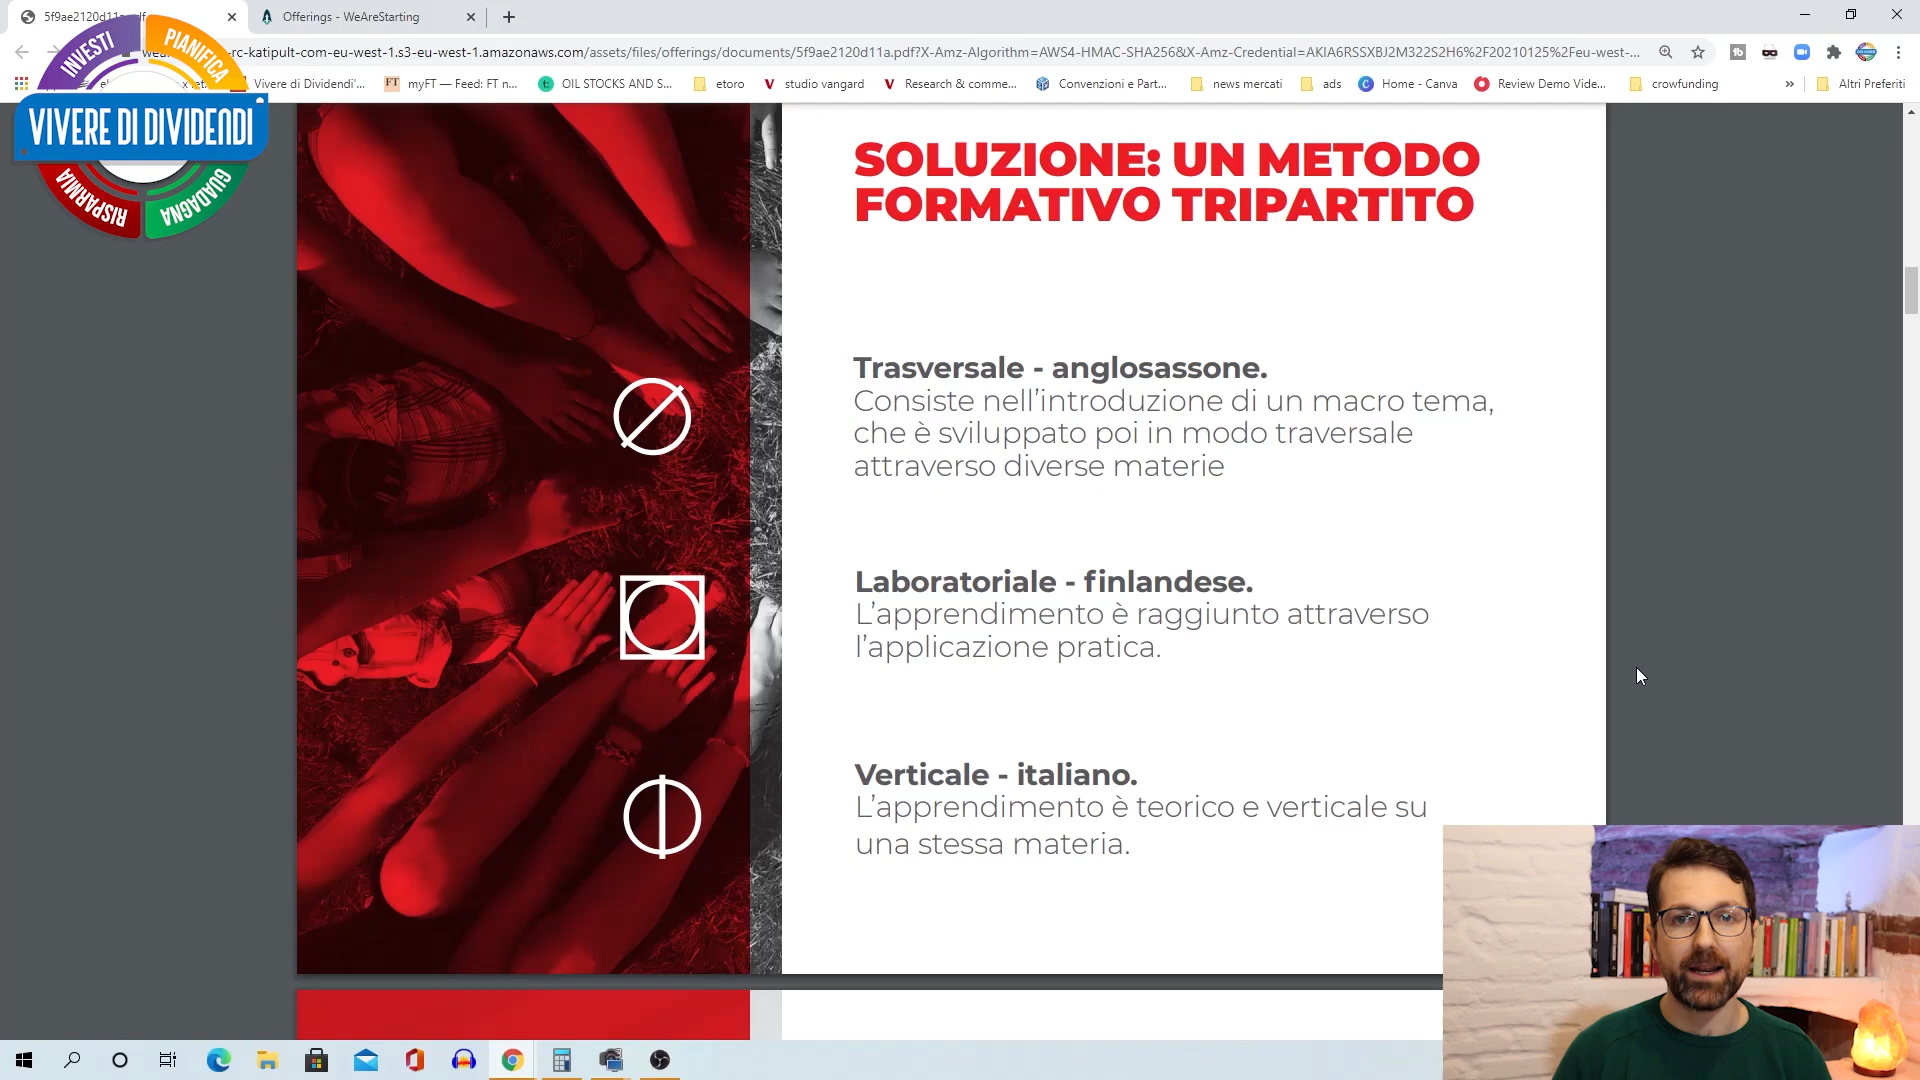 Offerings - WeAreStarting
-rc-katipult-com-eu-west-1.s3-eu-west-1.amazonaws.com/assets/files/offerings/documents/5f9ae2120d11a.pdf?X-Amz-Algorithm=AWS4-HMAC-SHA256&X-Amz-Credential=AKIA6RSSXBJ2M322S2H6%2F20210125%2Feu-west-...
Vivere di Dividendi'...
myFT — Feed: FT n...
OIL STOCKS AND S...
etoro
studio vangard
Research & comme...
Convenzioni e Part...
news mercati
ads
Home - Canva
Review Demo Vide...
crowfunding
»
Altri Preferiti
INVESTI
PIANIFICA
VIVERE DI DIVIDENDI
RISPARMIA
GUADAGNA
SOLUZIONE: UN METODO
FORMATIVO TRIPARTITO
Trasversale - anglosassone.
Consiste nell'introduzione di un macro tema,
che è sviluppato poi in modo traversale
attraverso diverse materie
Laboratoriale - finlandese.
L'apprendimento è raggiunto attraverso
l'applicazione pratica.
Verticale - italiano.
L'apprendimento è teorico e verticale su
una stessa materia.